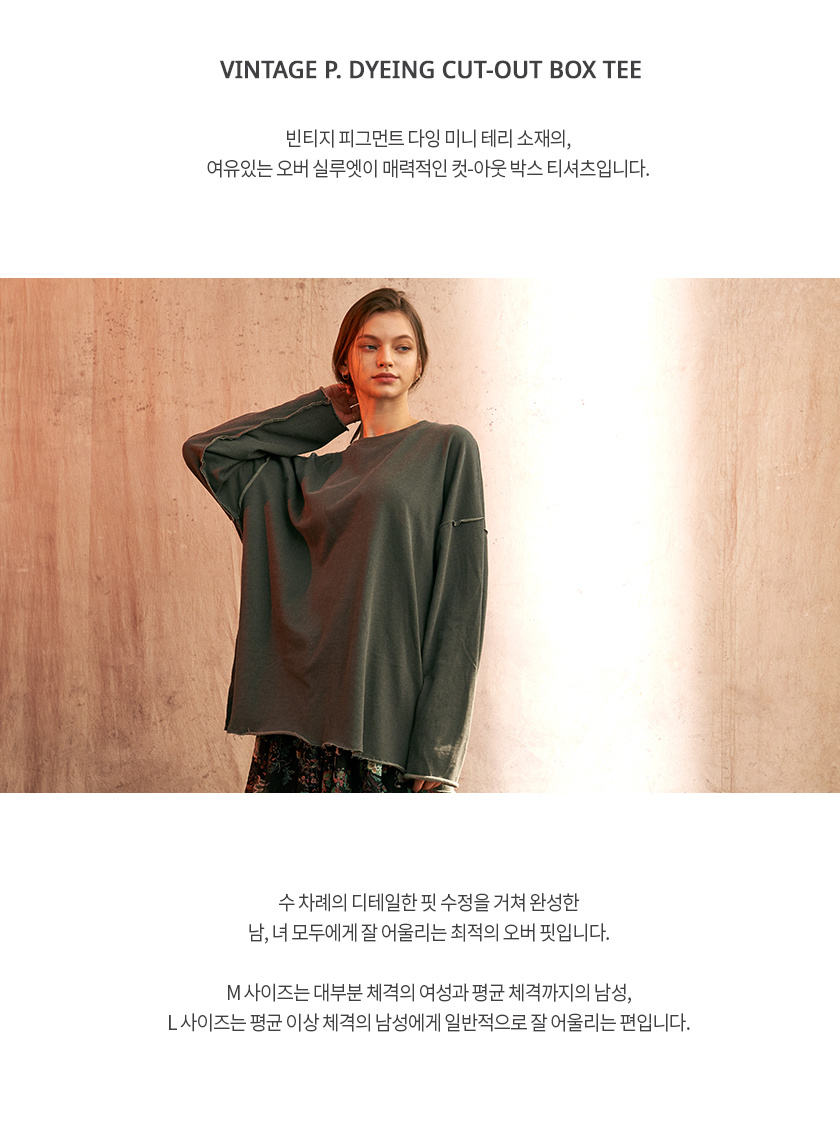 VINTAGE P. DYEING CUT-OUT BOX TEE
빈티지 피그먼트 다잉 미니 테리 소재의,
여유있는 오버 실루엣이 매력적인 컷-아웃 박스 티셔츠입니다.
수 차례의 디테일한 핏 수정을 거쳐 완성한
남, 녀 모두에게 잘 어울리는 최적의 오버 핏입니다.
M 사이즈는 대부분 체격의 여성과 평균 체격까지의 남성,
L 사이즈는 평균 이상 체격의 남성에게 일반적으로 잘 어울리는 편입니다.